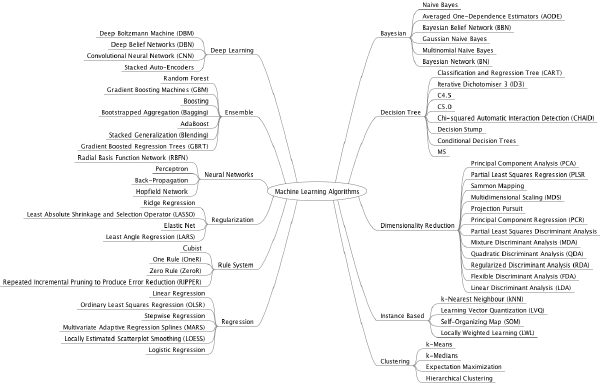 Deep Boltzmann Machine (DBM)
Deep Belief Networks (DBN)
Convolutional Neural Network (CNN)
Stacked Auto-Encoders
Deep Learning
Random Forest
Gradient Boosting Machines (GBM)
Boosting
Bootstrapped Aggregation (Bagging)
AdaBoost
Stacked Generalization (Blending)
Gradient Boosted Regression Trees (GBRT)
Ensemble
Radial Basis Function Network (RBFN)
Perceptron
Back-Propagation
Hopfield Network
Neural Networks
Ridge Regression
Least Absolute Shrinkage and Selection Operator (LASSO)
Elastic Net
Least Angle Regression (LARS)
Regularization
Cubist
One Rule (OneR)
Zero Rule (ZeroR)
Repeated Incremental Pruning to Produce Error Reduction (RIPPER)
Rule System
Linear Regression
Ordinary Least Squares Regression (OLSR)
Stepwise Regression
Multivariate Adaptive Regression Splines (MARS)
Locally Estimated Scatterplot Smoothing (LOESS)
Logistic Regression
Regression
Machine Learning Algorithms
Bayesian
Naive Bayes
Averaged One-Dependence Estimators (AODE)
Bayesian Belief Network (BBN)
Gaussian Naive Bayes
Multinomial Naive Bayes
Bayesian Network (BN)
Decision Tree
Classification and Regression Tree (CART)
Iterative Dichotomiser 3 (ID3)
C4.5
C5.0
Chi-squared Automatic Interaction Detection (CHAID)
Decision Stump
Conditional Decision Trees
M5
Dimensionality Reduction
Principal Component Analysis (PCA)
Partial Least Squares Regression (PLSR
Sammon Mapping
Multidimensional Scaling (MDS)
Projection Pursuit
Principal Component Regression (PCR)
Partial Least Squares Discriminant Analysis
Mixture Discriminant Analysis (MDA)
Quadratic Discriminant Analysis (QDA)
Regularized Discriminant Analysis (RDA)
Flexible Discriminant Analysis (FDA)
Linear Discriminant Analysis (LDA)
Instance Based
k-Nearest Neighbour (kNN)
Learning Vector Quantization (LVQ)
Self-Organizing Map (SOM)
Locally Weighted Learning (LWL)
Clustering
k-Means
k-Medians
Expectation Maximization
Hierarchical Clustering